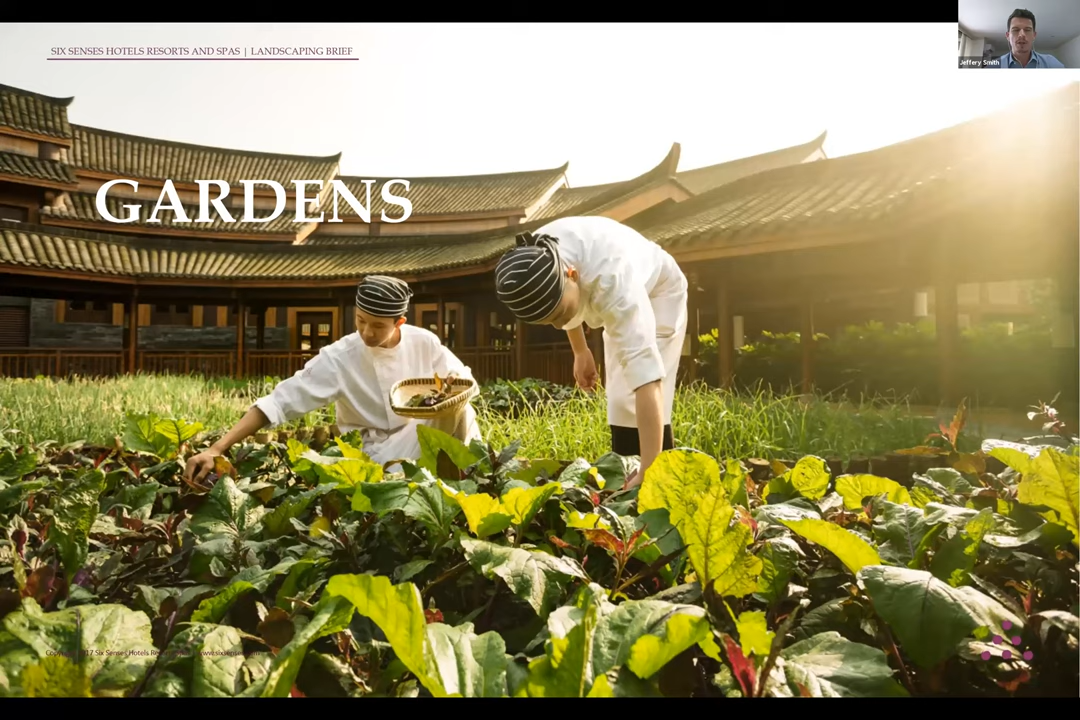 SIX SENSES HOTELS RESORTS AND SPAS | LANDSCAPING BRIEF
Jeffery Smith
GARDENS